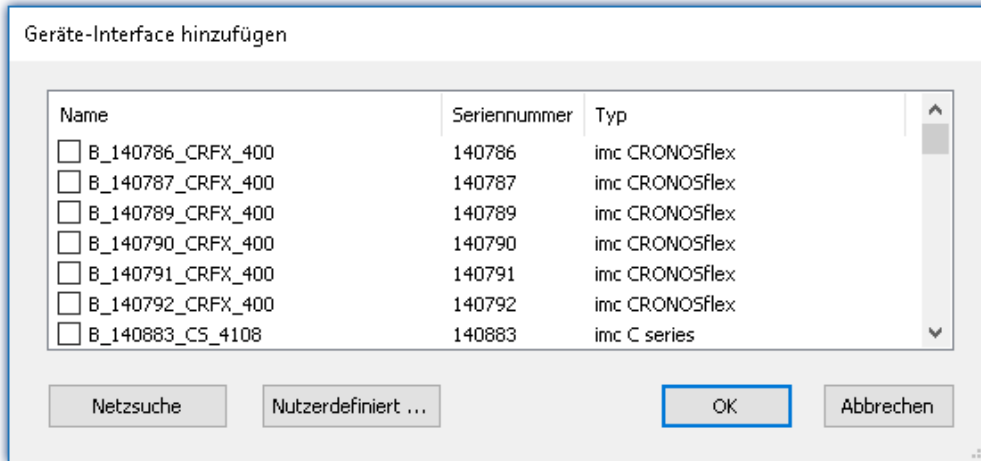 Geräte-Interface hinzufügen
Name Seriennummer Typ
B_140786_CRFX_400 140786 imc CRONOSflex
B_140787_CRFX_400 140787 imc CRONOSflex
B_140789_CRFX_400 140789 imc CRONOSflex
B_140790_CRFX_400 140790 imc CRONOSflex
B_140791_CRFX_400 140791 imc CRONOSflex
B_140792_CRFX_400 140792 imc CRONOSflex
B_140883_CS_4108 140883 imc C series
Netzsuche Nutzerdefiniert ... OK Abbrechen